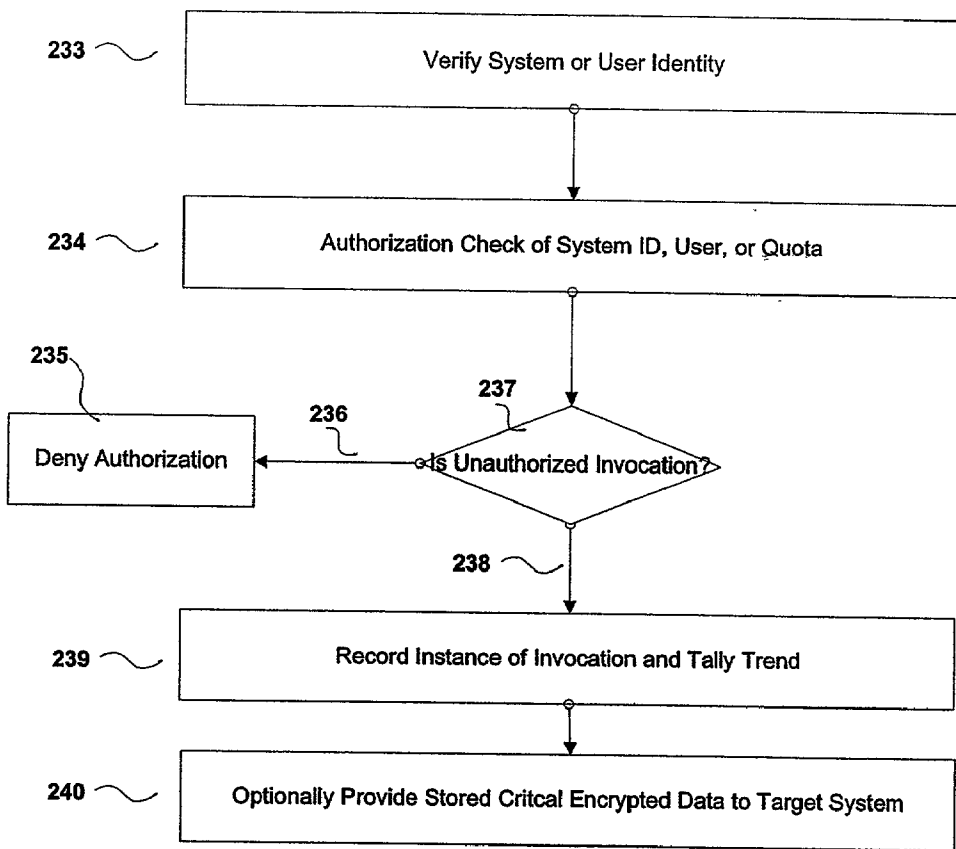 233
Verify System or User Identity
234
Authorization Check of System ID, User, or Quota
235
236
237
Deny Authorization
Is Unauthorized Invocation?
238
239
Record Instance of Invocation and Tally Trend
240
Optionally Provide Stored Critcal Encrypted Data to Target System